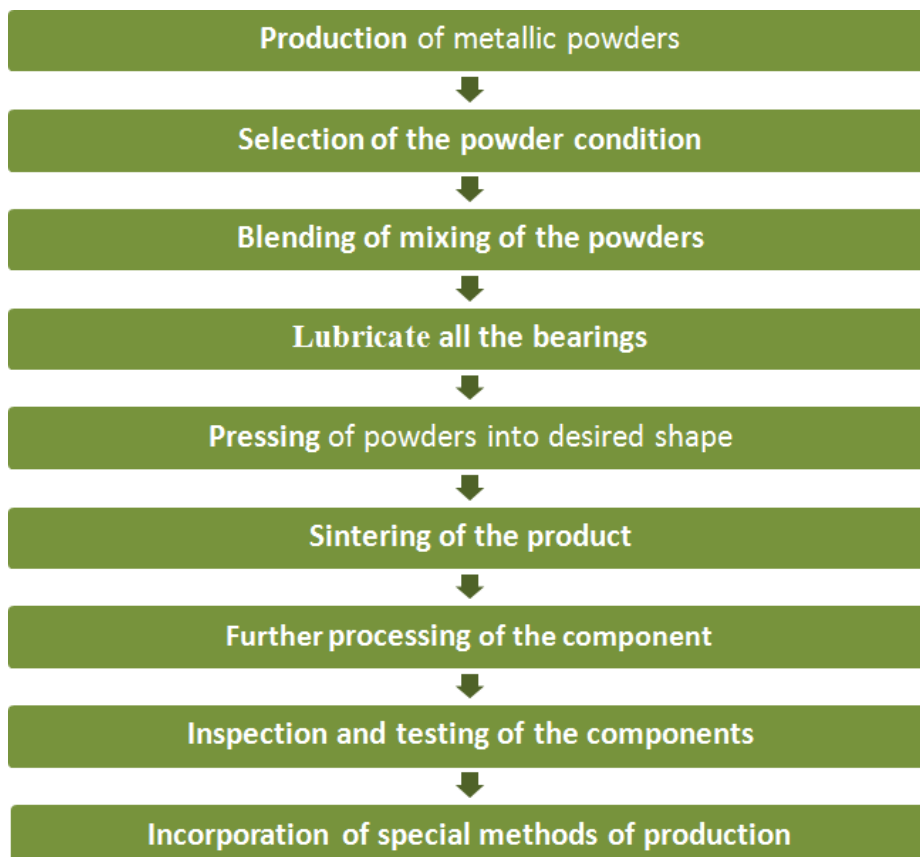 Production of metallic powders
Selection of the powder condition
Blending of mixing of the powders
Lubricate all the bearings
Pressing of powders into desired shape
Sintering of the product
Further processing of the component
Inspection and testing of the components
Incorporation of special methods of production